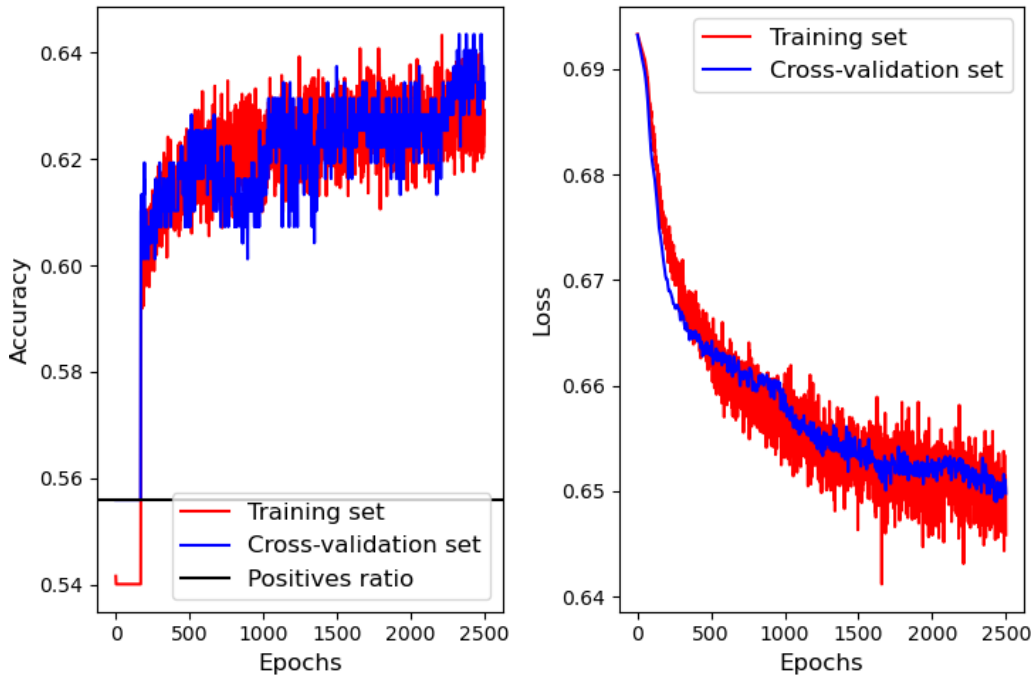 0.64
0.62
0.60
0.58
0.56
0.54
Accuracy
Training set
Cross-validation set
Positives ratio
0 500 1000 1500 2000 2500
Epochs
0.69
0.68
0.67
0.66
0.65
0.64
Loss
Training set
Cross-validation set
0 500 1000 1500 2000 2500
Epochs